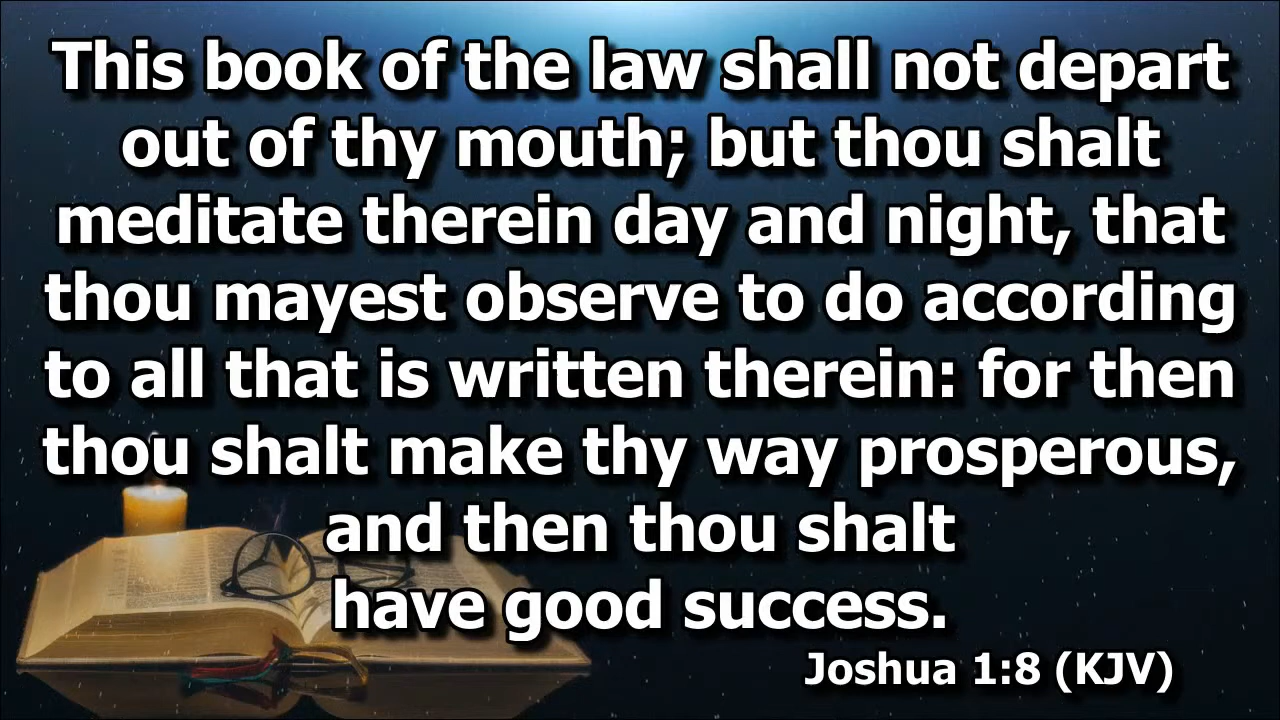 This book of the law shall not depart
out of thy mouth; but thou shalt
meditate therein day and night, that
thou mayest observe to do according
to all that is written therein: for then
thou shalt make thy way prosperous,
and then thou shalt
have good success.
Joshua 1:8 (KJV)